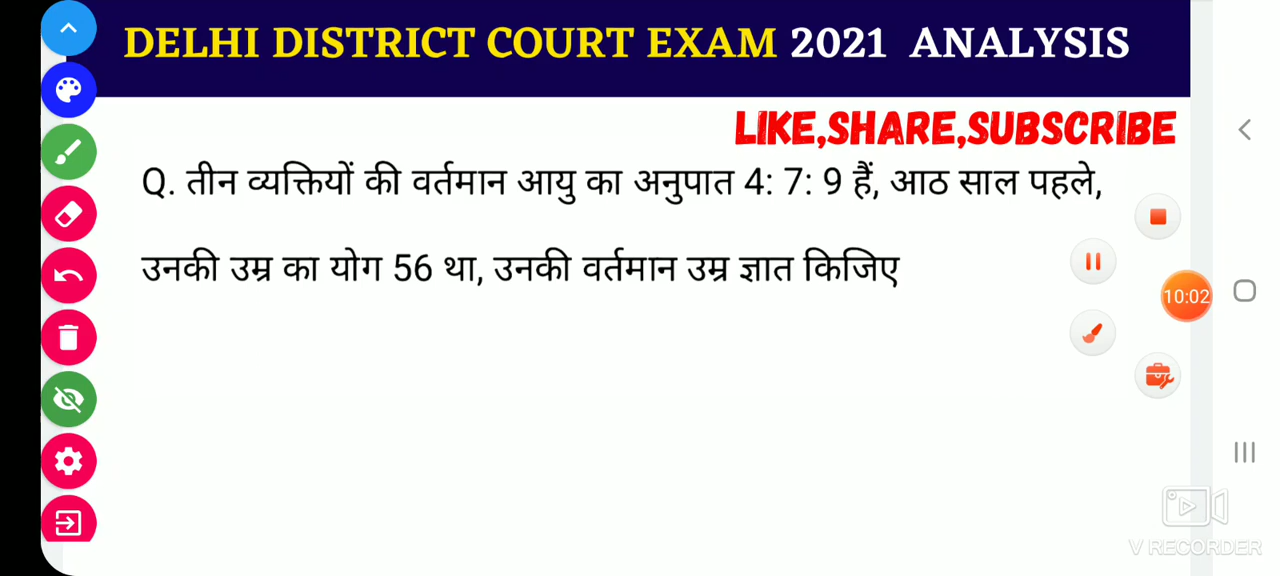 DELHI DISTRICT COURT EXAM 2021 ANALYSIS
LIKE,SHARE,SUBSCRIBE
Q. तीन व्यक्तियों की वर्तमान आयु का अनुपात 4: 7: 9 हैं, आठ साल पहले,
उनकी उम्र का योग 56 था, उनकी वर्तमान उम्र ज्ञात किजिए
10:02
V RECORDER